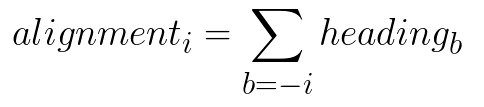 alignment_i = \sum_{b=-i} heading_b